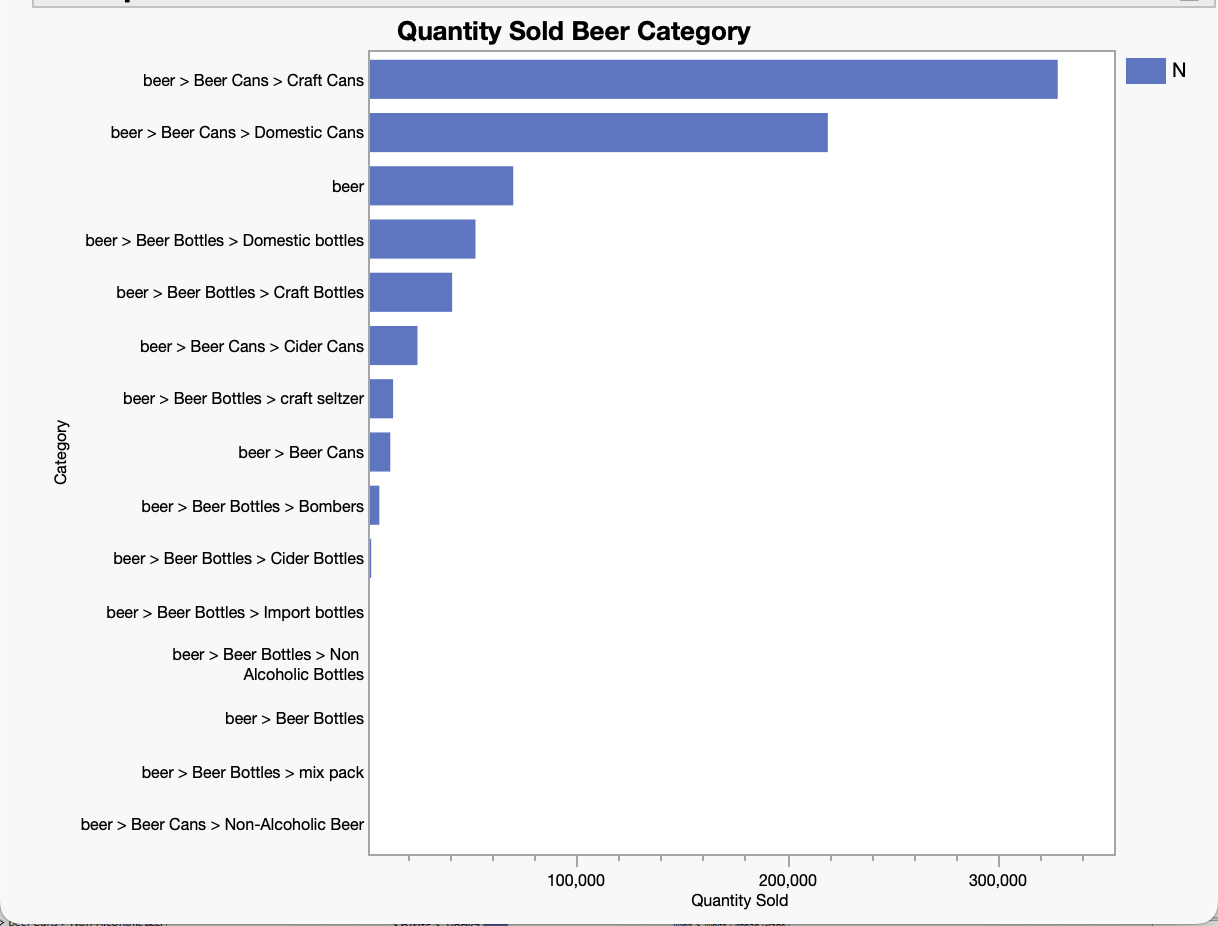 Quantity Sold Beer Category
N
beer > Beer Cans > Craft Cans
beer > Beer Cans > Domestic Cans
beer
beer > Beer Bottles > Domestic bottles
beer > Beer Bottles > Craft Bottles
beer > Beer Cans > Cider Cans
beer > Beer Bottles > craft seltzer
beer > Beer Cans
beer > Beer Bottles > Bombers
beer > Beer Bottles > Cider Bottles
beer > Beer Bottles > Import bottles
beer > Beer Bottles > Non
Alcoholic Bottles
beer > Beer Bottles
beer > Beer Bottles > mix pack
beer > Beer Cans > Non-Alcoholic Beer
Category
100,000
200,000
300,000
Quantity Sold